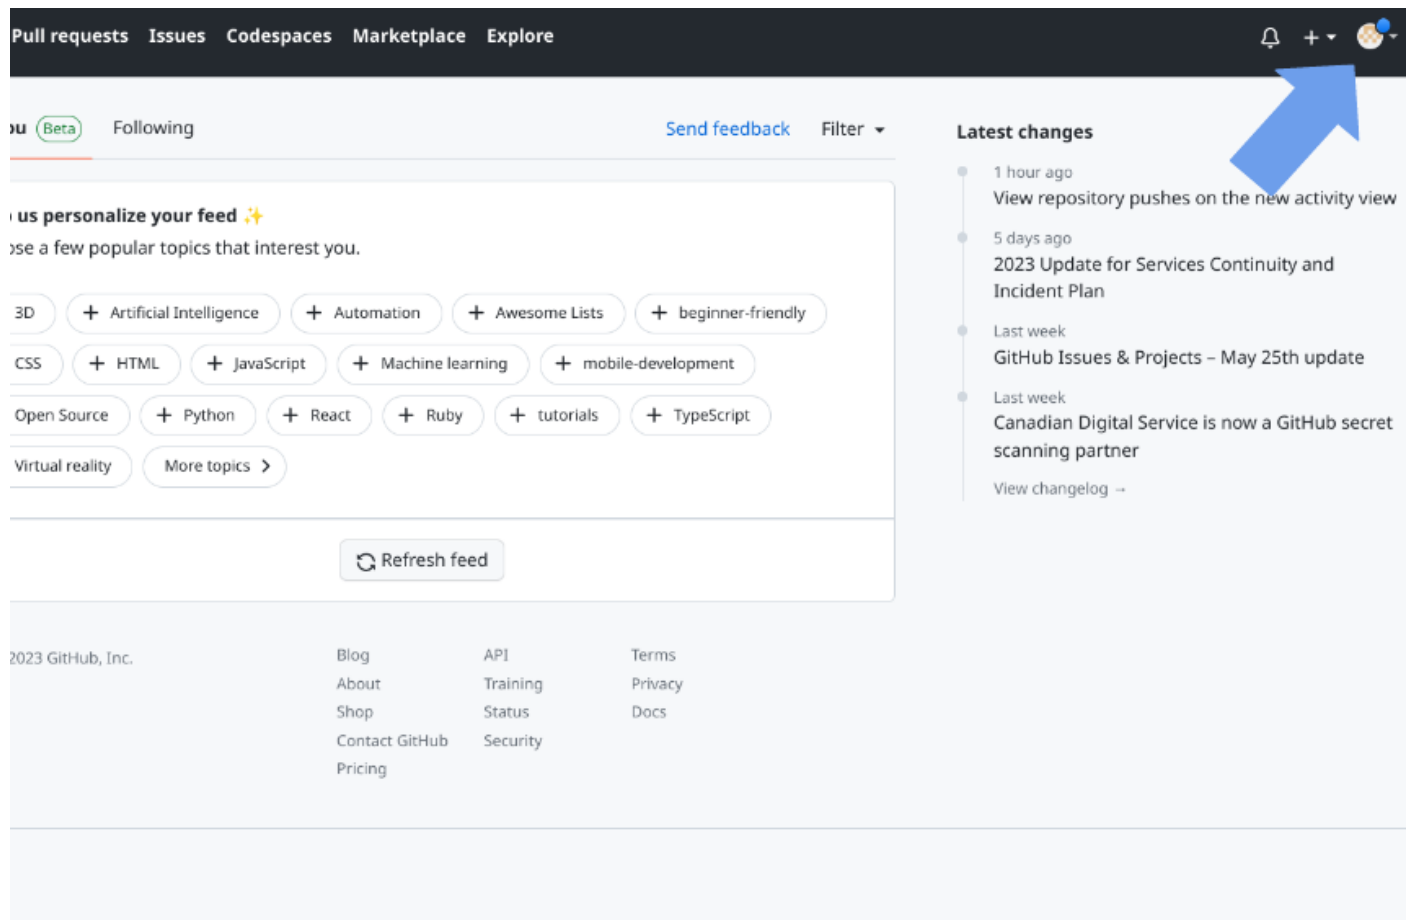 Pull requests Issues Codespaces Marketplace Explore
Beta Following Send feedback Filter
us personalize your feed ✨
a few popular topics that interest you.
3D + Artificial Intelligence + Automation + Awesome Lists + beginner-friendly
CSS + HTML + JavaScript + Machine learning + mobile-development
Open Source + Python + React + Ruby + tutorials + TypeScript
Virtual reality More topics >
Refresh feed
Latest changes
1 hour ago
View repository pushes on the new activity view
5 days ago
2023 Update for Services Continuity and
Incident Plan
Last week
GitHub Issues & Projects – May 25th update
Last week
Canadian Digital Service is now a GitHub secret
scanning partner
View changelog →
2023 GitHub, Inc.
Blog
About
Shop
Contact GitHub
Pricing
API
Training
Status
Security
Terms
Privacy
Docs